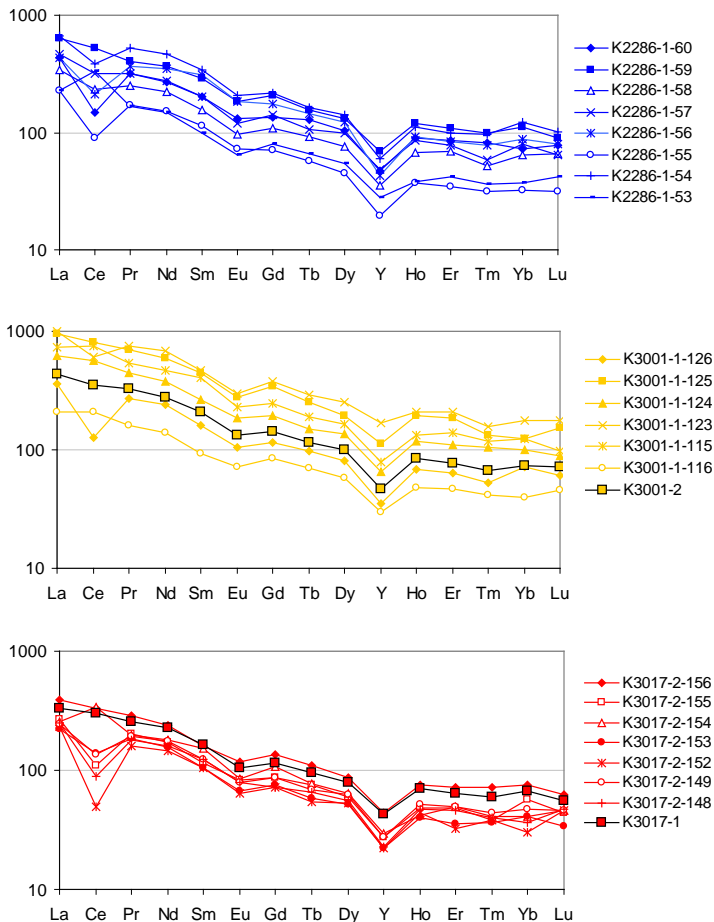 1000
100
10
La Ce Pr Nd Sm Eu Gd Tb Dy Y Ho Er Tm Yb Lu
K2286-1-60
K2286-1-59
K2286-1-58
K2286-1-57
K2286-1-56
K2286-1-55
K2286-1-54
K2286-1-53
1000
100
10
La Ce Pr Nd Sm Eu Gd Tb Dy Y Ho Er Tm Yb Lu
K3001-1-126
K3001-1-125
K3001-1-124
K3001-1-123
K3001-1-115
K3001-1-116
K3001-2
1000
100
10
La Ce Pr Nd Sm Eu Gd Tb Dy Y Ho Er Tm Yb Lu
K3017-2-156
K3017-2-155
K3017-2-154
K3017-2-153
K3017-2-152
K3017-2-149
K3017-2-148
K3017-1